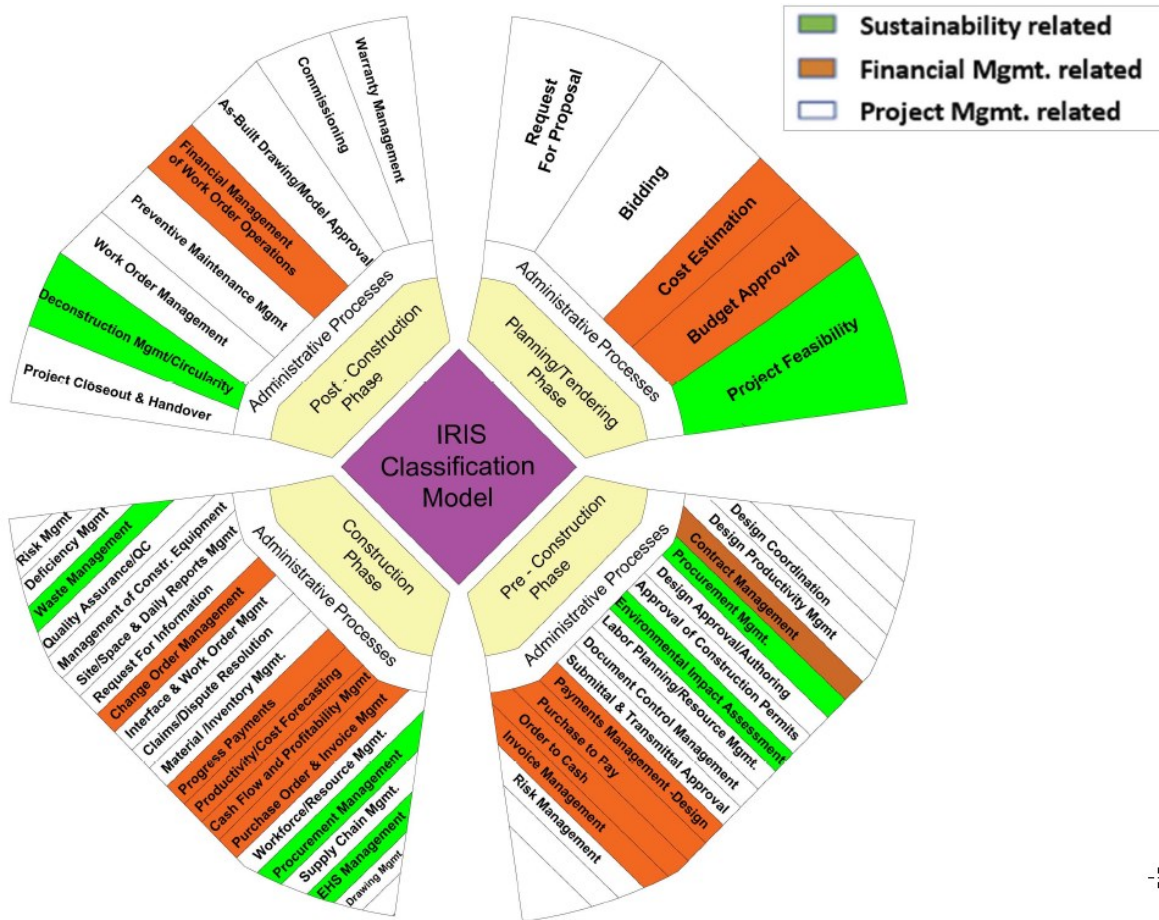 Sustainability related
Financial Mgmt. related
Project Mgmt. related
Request
For Proposal
Bidding
Cost Estimation
Budget Approval
Project Feasibility
Administrative Processes
Planning/Tendering
Phase
Warranty Management
Commissioning
As-Built Drawing/Model Approval
Financial Management
of Work Order Operations
Preventive Maintenance Mgmt
Work Order Management
Deconstruction Mgmt/Circularity
Project Closeout & Handover
Administrative Processes
Post - Construction
Phase
IRIS
Classification
Model
Construction
Phase
Administrative Processes
Risk Mgmt
Deficiency Mgmt
Waste Management
Quality Assurance/QC
Management of Constr. Equipment
Site/Space & Daily Reports Mgmt
Request For Information
Change Order Management
Interface & Work Order Mgmt
Claims/Dispute Resolution
Material /Inventory Mgmt.
Progress Payments
Productivity/Cost Forecasting
Cash Flow and Profitability Mgmt
Purchase Order & Invoice Mgmt
Workforce/Resource Mgmt.
Procurement Management
Supply Chain Mgmt.
EHS Management
Drawing Mgmt
Pre - Construction
Phase
Administrative Processes
Design Coordination
Design Productivity Mgmt
Contract Management
Procurement Mgmt.
Design Approval/Authoring
Approval of Construction Permits
Environmental Impact Assessment
Labor Planning/Resource Mgmt.
Document Control Management
Submittal & Transmittal Approval
Payments Management -Design
Purchase to Pay
Order to Cash
Invoice Management
Risk Management